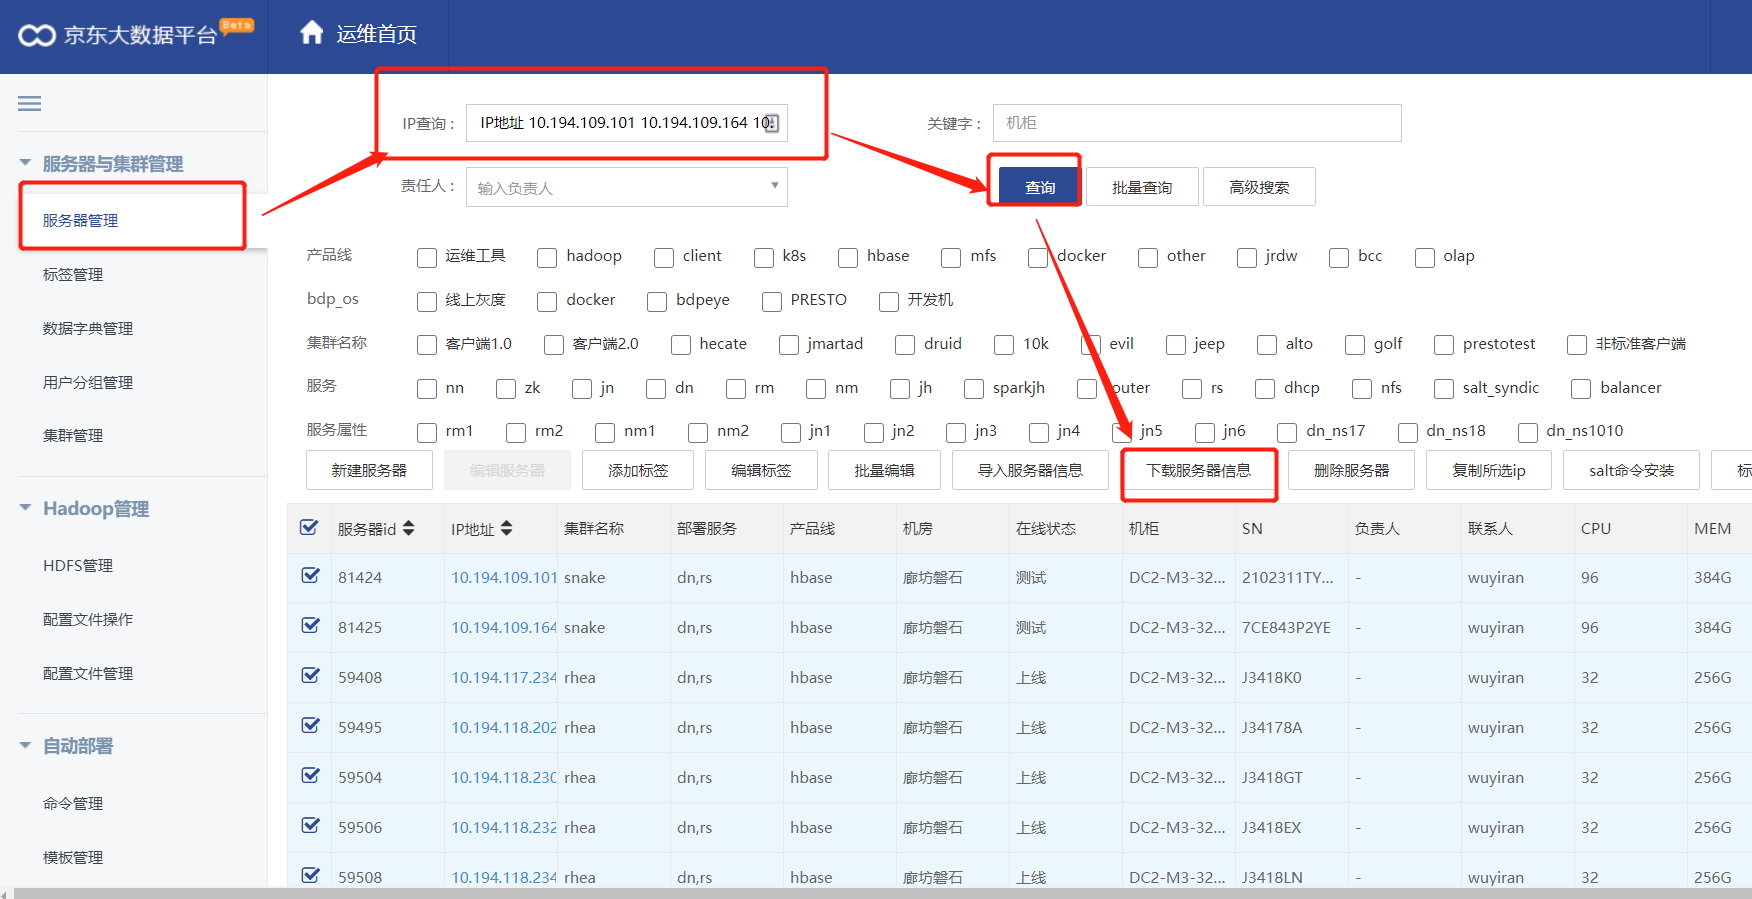 京东大数据平台 Beta 运维首页
IP查询： IP地址 10.194.109.101 10.194.109.164 10. 关键字： 机柜
责任人： 输入负责人 查询 批量查询 高级搜索
服务器与集群管理
服务器管理
标签管理
数据字典管理
用户分组管理
集群管理
Hadoop管理
HDFS管理
配置文件操作
配置文件管理
自动部署
命令管理
模板管理
产品线 运维工具 hadoop client k8s hbase mfs docker other jrdw bcc olap
bdp_os 线上灰度 docker bdpeye PRESTO 开发机
集群名称 客户端1.0 客户端2.0 hecate jmartad druid 10k evil jeep alto golf prestotest 非标准客户端
服务 nn zk jn dn rm nm jh sparkjh outer rs dhcp nfs salt_syndic balancer
服务属性 rm1 rm2 nm1 nm2 jn1 jn2 jn3 jn4 jn5 jn6 dn_ns17 dn_ns18 dn_ns1010
新建服务器 编辑服务器 添加标签 编辑标签 批量编辑 导入服务器信息 下载服务器信息 删除服务器 复制所选ip salt命令安装 标
服务器id IP地址 集群名称 部署服务 产品线 机房 在线状态 机柜 SN 负责人 联系人 CPU MEM
81424 10.194.109.101 snake dn,rs hbase 廊坊磐石 测试 DC2-M3-32... 2102311TY... - wuyiran 96 384G
81425 10.194.109.164 snake dn,rs hbase 廊坊磐石 测试 DC2-M3-32... 7CE843P2YE - wuyiran 96 384G
59408 10.194.117.234 rhea dn,rs hbase 廊坊磐石 上线 DC2-M3-32... J3418K0 - wuyiran 32 256G
59495 10.194.118.202 rhea dn,rs hbase 廊坊磐石 上线 DC2-M3-32... J34178A - wuyiran 32 256G
59504 10.194.118.230 rhea dn,rs hbase 廊坊磐石 上线 DC2-M3-32... J3418GT - wuyiran 32 256G
59506 10.194.118.232 rhea dn,rs hbase 廊坊磐石 上线 DC2-M3-32... J3418EX - wuyiran 32 256G
59508 10.194.118.234 rhea dn,rs hbase 廊坊磐石 上线 DC2-M3-32... J3418LN - wuyiran 32 256G